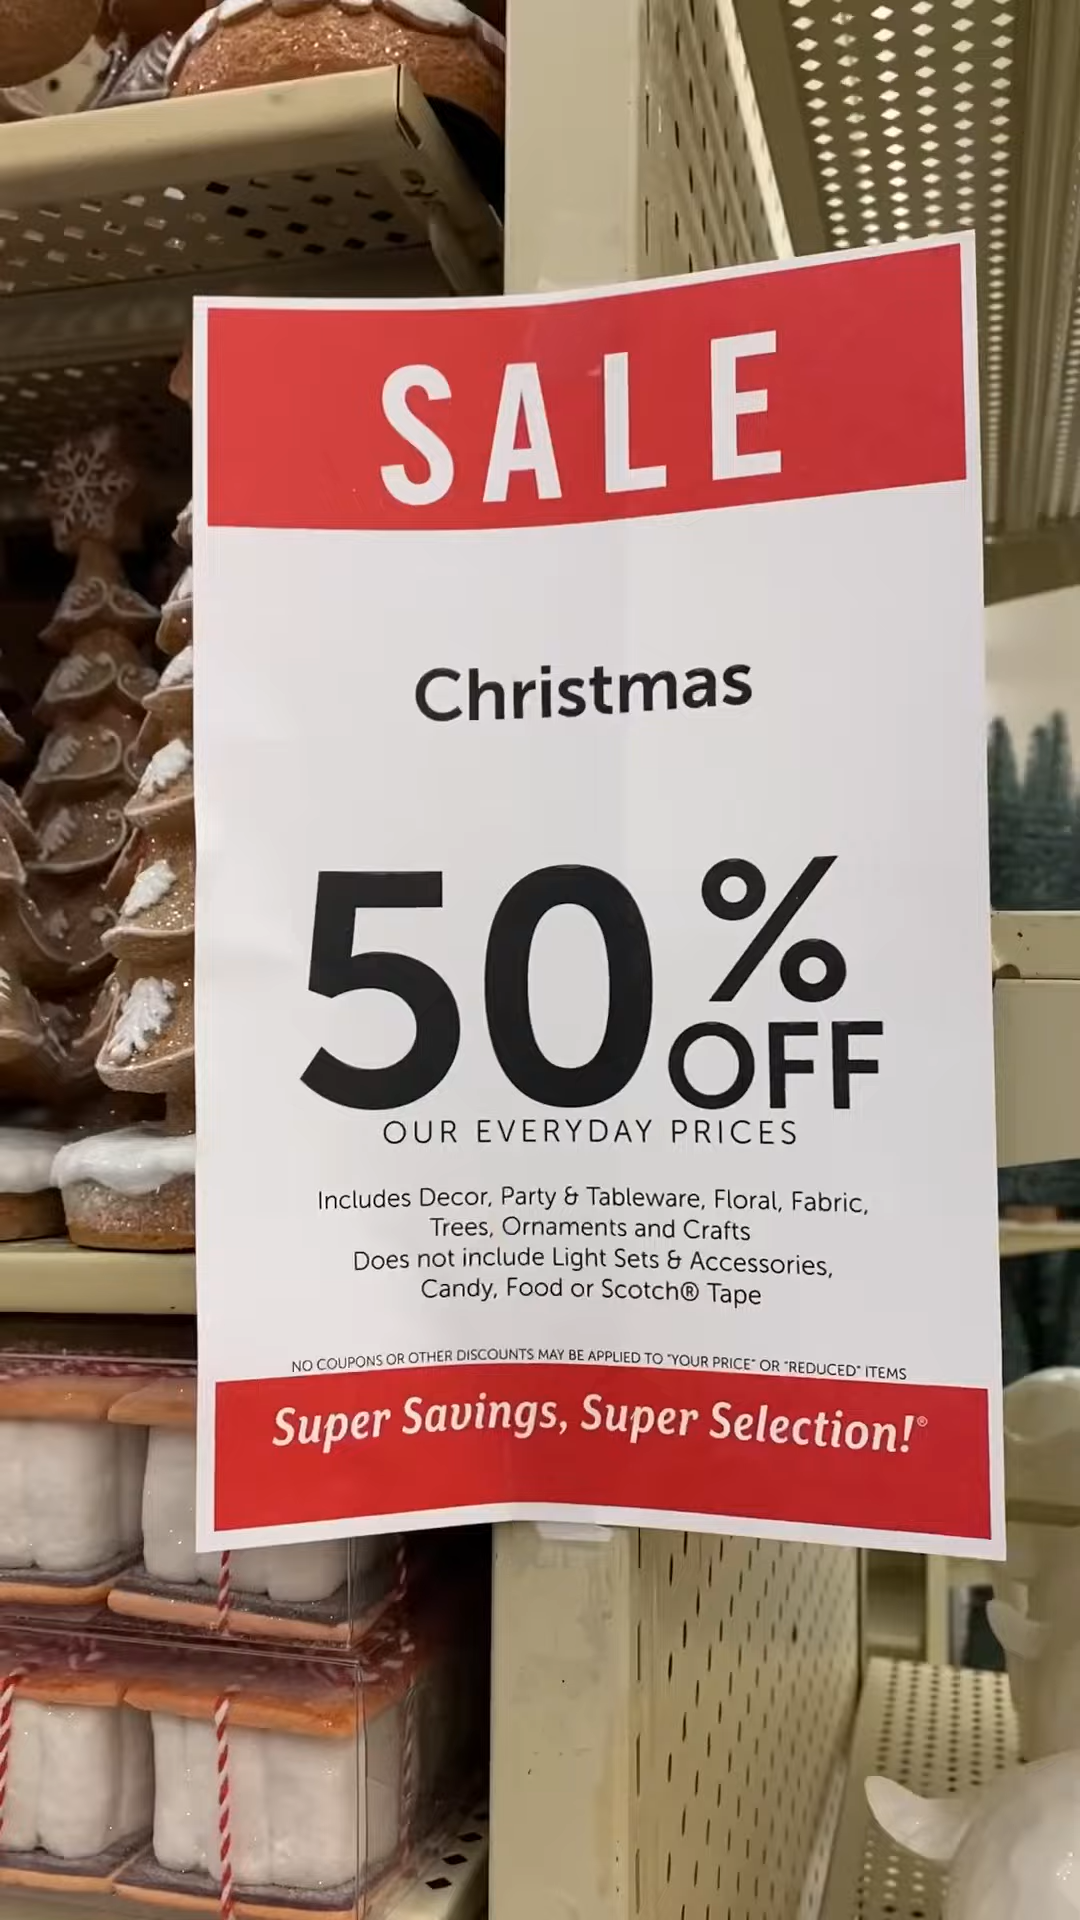 SALE
Christmas
50%
OFF
OUR EVERYDAY PRICES
Includes Decor, Party & Tableware, Floral, Fabric,
Trees, Ornaments and Crafts
Does not include Light Sets & Accessories,
Candy, Food or Scotch® Tape
NO COUPONS OR OTHER DISCOUNTS MAY BE APPLIED TO "YOUR PRICE" OR "REDUCED" ITEMS
Super Savings, Super Selection!®